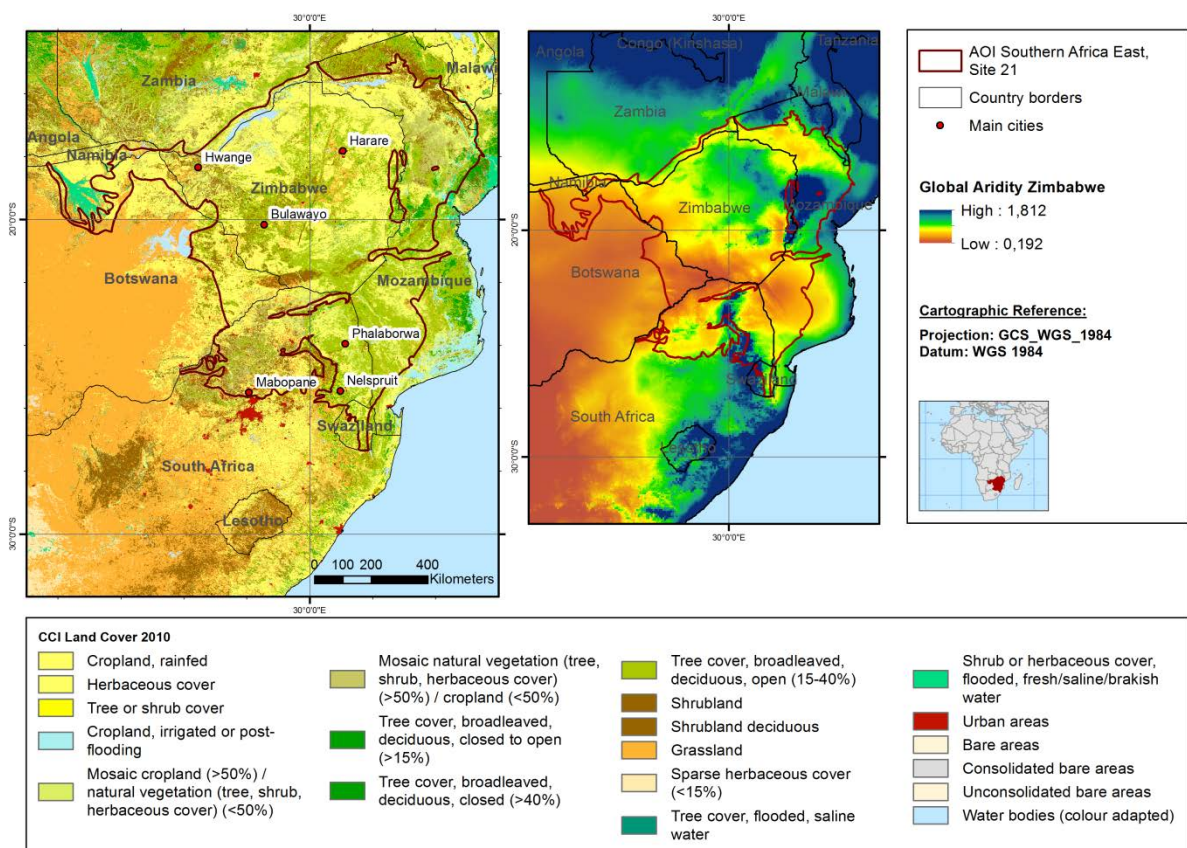 30°0'0"E
Zambia
Malawi
Angola
Namibia
Hwange
Harare
Zimbabwe
20°0'0"S
Bulawayo
Botswana
Mozambique
Phalaborwa
Mabopane
Nelspruit
Swaziland
South Africa
Lesotho
30°0'0"S
0 100 200 400
Kilometers
30°0'0"E
30°0'0"E
Angola
Congo (Kinshasa)
Tanzania
Zambia
Malawi
Namibia
Zimbabwe
Mozambique
20°0'0"S
Botswana
Swaziland
South Africa
Lesotho
30°0'0"S
30°0'0"E
AOI Southern Africa East,
Site 21
Country borders
Main cities
Global Aridity Zimbabwe
High : 1,812
Low : 0,192
Cartographic Reference:
Projection: GCS_WGS_1984
Datum: WGS 1984
CCI Land Cover 2010
Cropland, rainfed
Herbaceous cover
Tree or shrub cover
Cropland, irrigated or post-
flooding
Mosaic cropland (>50%) /
natural vegetation (tree, shrub,
herbaceous cover) (<50%)
Mosaic natural vegetation (tree,
shrub, herbaceous cover)
(>50%) / cropland (<50%)
Tree cover, broadleaved,
deciduous, closed to open
(>15%)
Tree cover, broadleaved,
deciduous, closed (>40%)
Tree cover, broadleaved,
deciduous, open (15-40%)
Shrubland
Shrubland deciduous
Grassland
Sparse herbaceous cover
(<15%)
Tree cover, flooded, saline
water
Shrub or herbaceous cover,
flooded, fresh/saline/brakish
water
Urban areas
Bare areas
Consolidated bare areas
Unconsolidated bare areas
Water bodies (colour adapted)